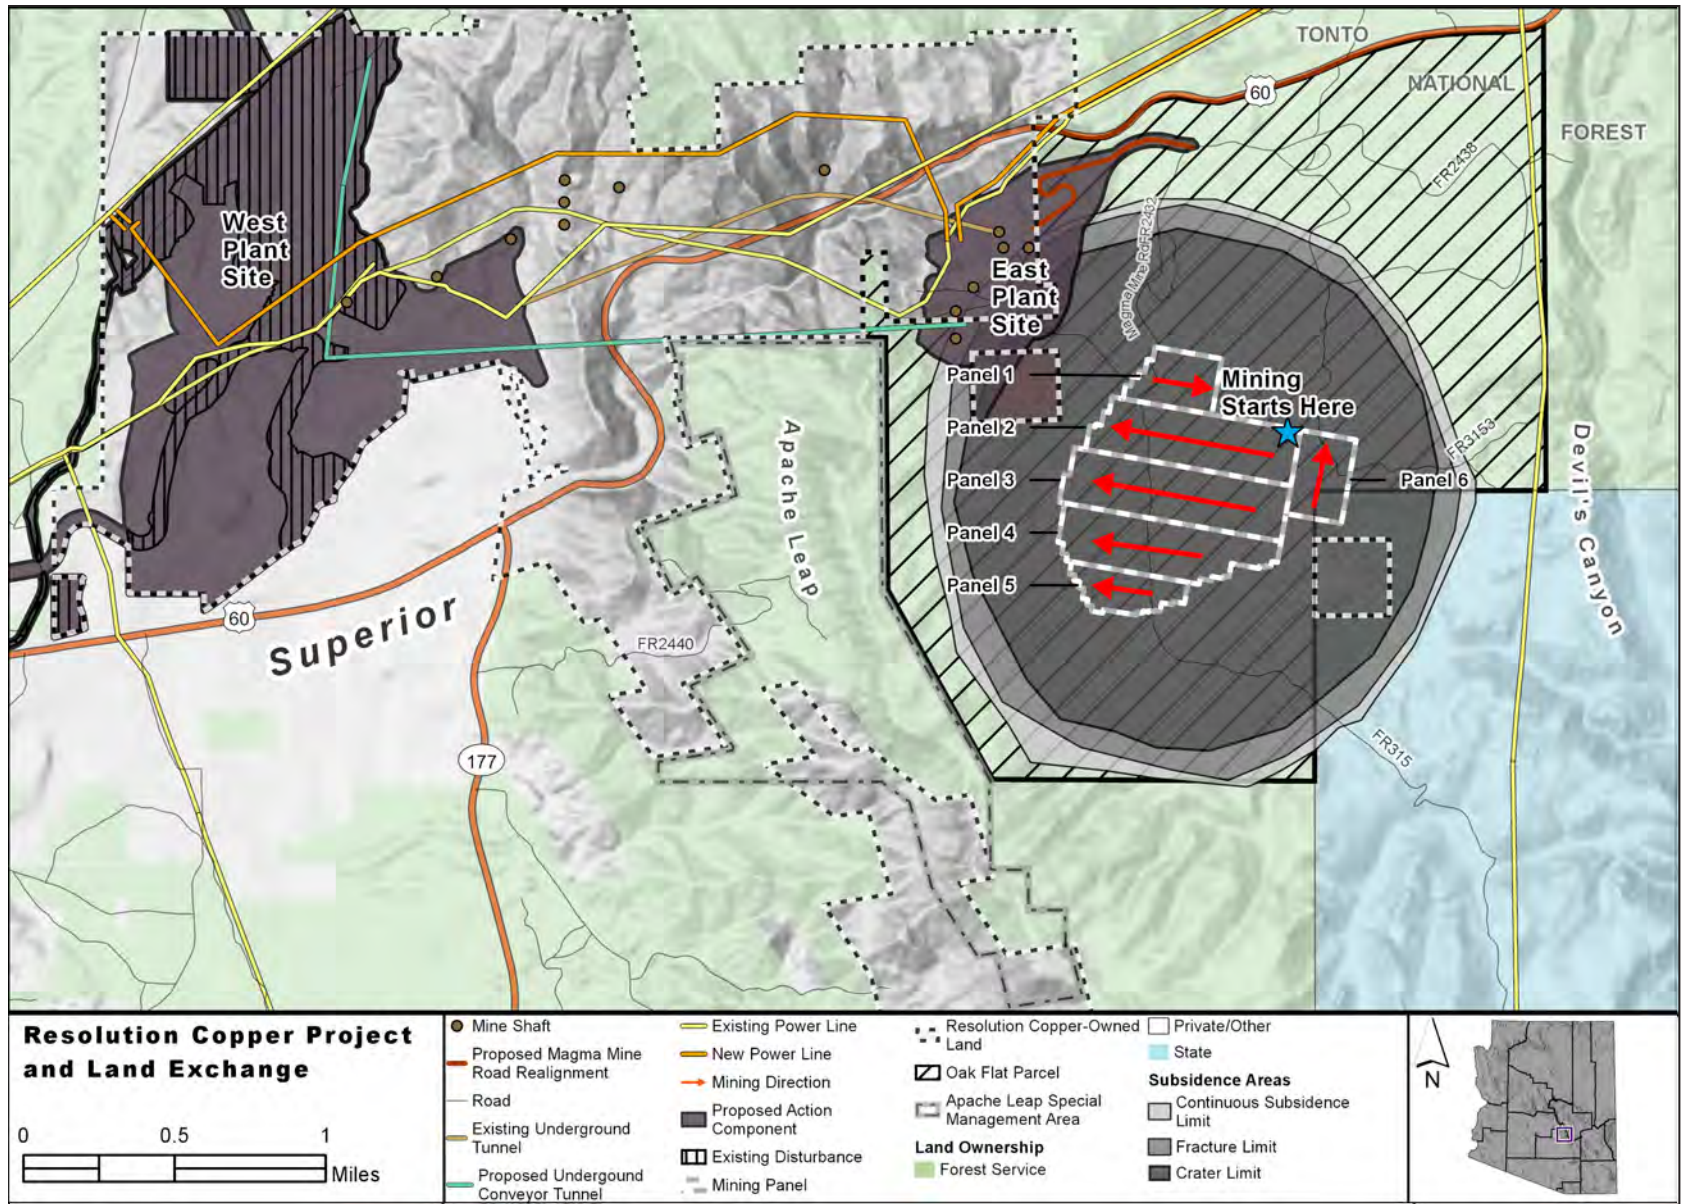 TONTO
NATIONAL
FOREST
60
FR2438
Magma Mine Rd FR2432
West
Plant
Site
East
Plant
Site
Panel 1
Panel 2
Panel 3
Panel 4
Panel 5
Panel 6
Mining
Starts Here
FR3153
Apache Leap
Devil's Canyon
Superior
60
FR2440
177
FR315
Resolution Copper Project
and Land Exchange
0 0.5 1
Miles
Mine Shaft
Proposed Magma Mine
Road Realignment
Road
Existing Underground
Tunnel
Proposed Undergound
Conveyor Tunnel
Existing Power Line
New Power Line
Mining Direction
Proposed Action
Component
Existing Disturbance
Mining Panel
Resolution Copper-Owned
Land
Oak Flat Parcel
Apache Leap Special
Management Area
Land Ownership
Forest Service
Private/Other
State
Subsidence Areas
Continuous Subsidence
Limit
Fracture Limit
Crater Limit
N